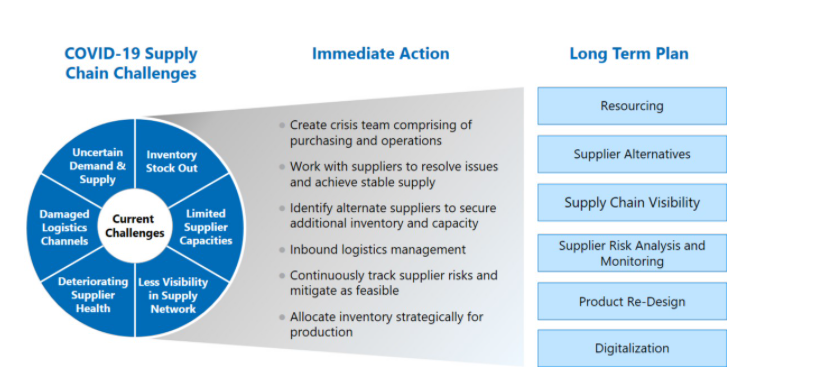 COVID-19 Supply
Chain Challenges
Immediate Action
Long Term Plan
Uncertain
Demand &
Supply
Inventory
Stock Out
Damaged
Logistics
Channels
Current
Challenges
Limited
Supplier
Capacities
Deteriorating
Supplier
Health
Less Visibility
in Supply
Network
Create crisis team comprising of
purchasing and operations
Work with suppliers to resolve issues
and achieve stable supply
Identify alternate suppliers to secure
additional inventory and capacity
Inbound logistics management
Continuously track supplier risks and
mitigate as feasible
Allocate inventory strategically for
production
Resourcing
Supplier Alternatives
Supply Chain Visibility
Supplier Risk Analysis and
Monitoring
Product Re-Design
Digitalization